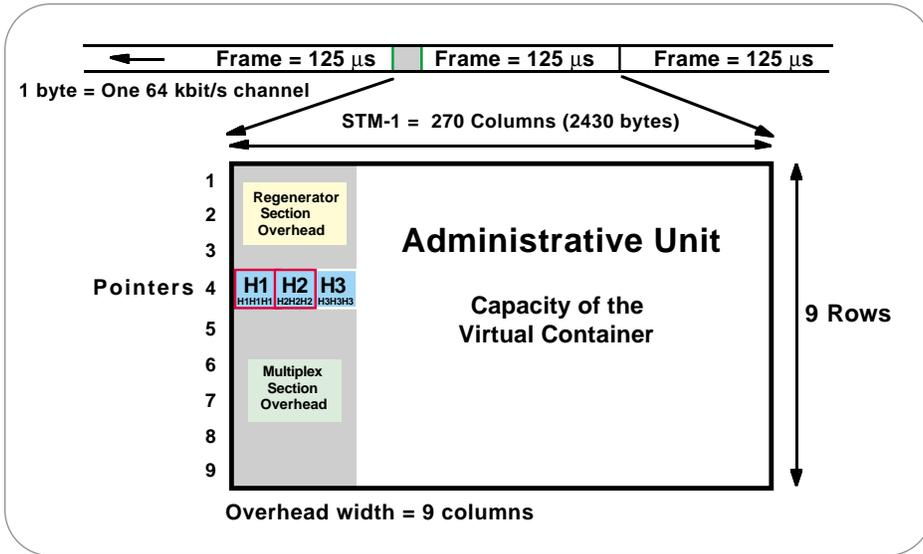 Frame = 125 μs
Frame = 125 μs
Frame = 125 μs
1 byte = One 64 kbit/s channel
STM-1 = 270 Columns (2430 bytes)
1
Regenerator
2
Section
Overhead
3
Administrative Unit
Pointers 4
H1 H2 H3
H1H1H1 H2H2H2 H3H3H3
Capacity of the
Virtual Container
9 Rows
5
6
Multiplex
Section
7
Overhead
8
9
Overhead width = 9 columns